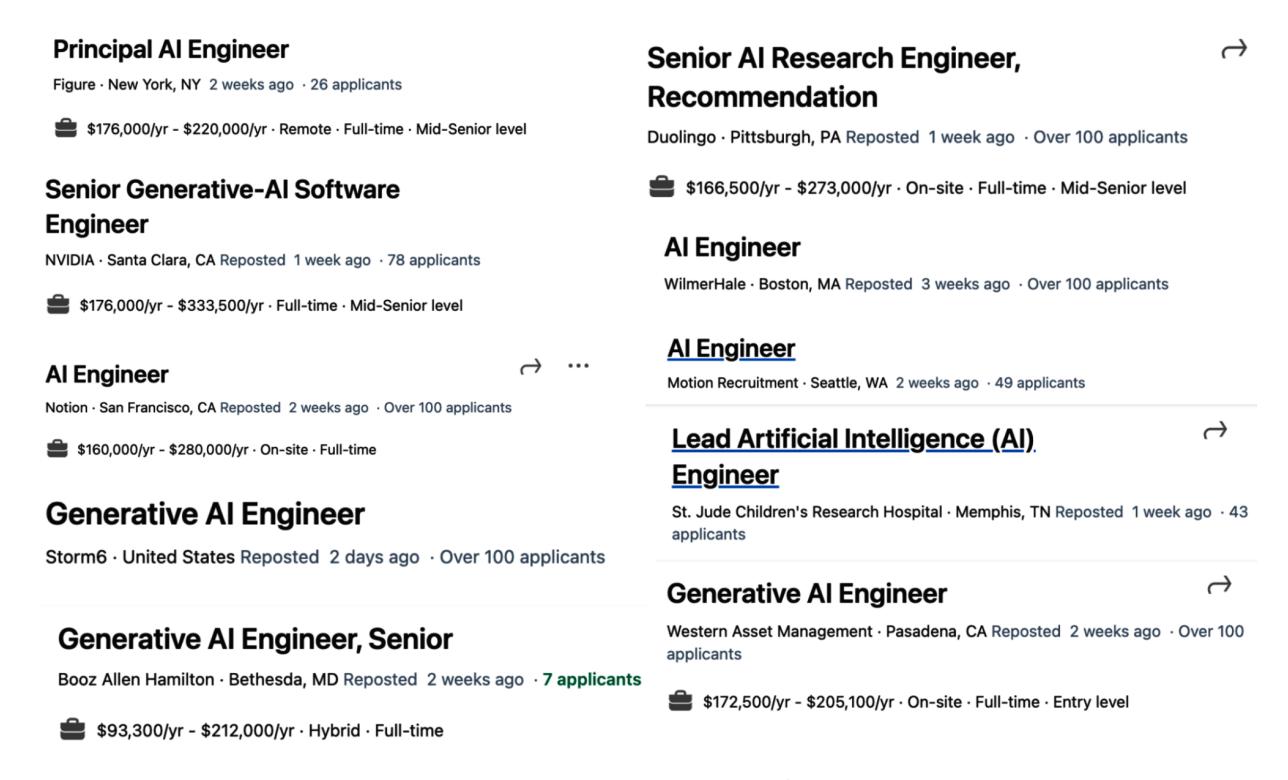 Principal AI Engineer
Figure · New York, NY 2 weeks ago · 26 applicants
$176,000/yr - $220,000/yr · Remote · Full-time · Mid-Senior level
Senior Generative-AI Software
Engineer
NVIDIA · Santa Clara, CA Reposted 1 week ago · 78 applicants
$176,000/yr - $333,500/yr · Full-time · Mid-Senior level
AI Engineer
Notion · San Francisco, CA Reposted 2 weeks ago · Over 100 applicants
$160,000/yr - $280,000/yr · On-site · Full-time
Generative AI Engineer
Storm6 · United States Reposted 2 days ago · Over 100 applicants
Generative AI Engineer, Senior
Booz Allen Hamilton · Bethesda, MD Reposted 2 weeks ago · 7 applicants
$93,300/yr - $212,000/yr · Hybrid · Full-time
Senior AI Research Engineer,
Recommendation
Duolingo · Pittsburgh, PA Reposted 1 week ago · Over 100 applicants
$166,500/yr - $273,000/yr · On-site · Full-time · Mid-Senior level
AI Engineer
WilmerHale · Boston, MA Reposted 3 weeks ago · Over 100 applicants
AI Engineer
Motion Recruitment · Seattle, WA 2 weeks ago · 49 applicants
Lead Artificial Intelligence (AI)
Engineer
St. Jude Children's Research Hospital · Memphis, TN Reposted 1 week ago · 43
applicants
Generative AI Engineer
Western Asset Management · Pasadena, CA Reposted 2 weeks ago · Over 100
applicants
$172,500/yr - $205,100/yr · On-site · Full-time · Entry level